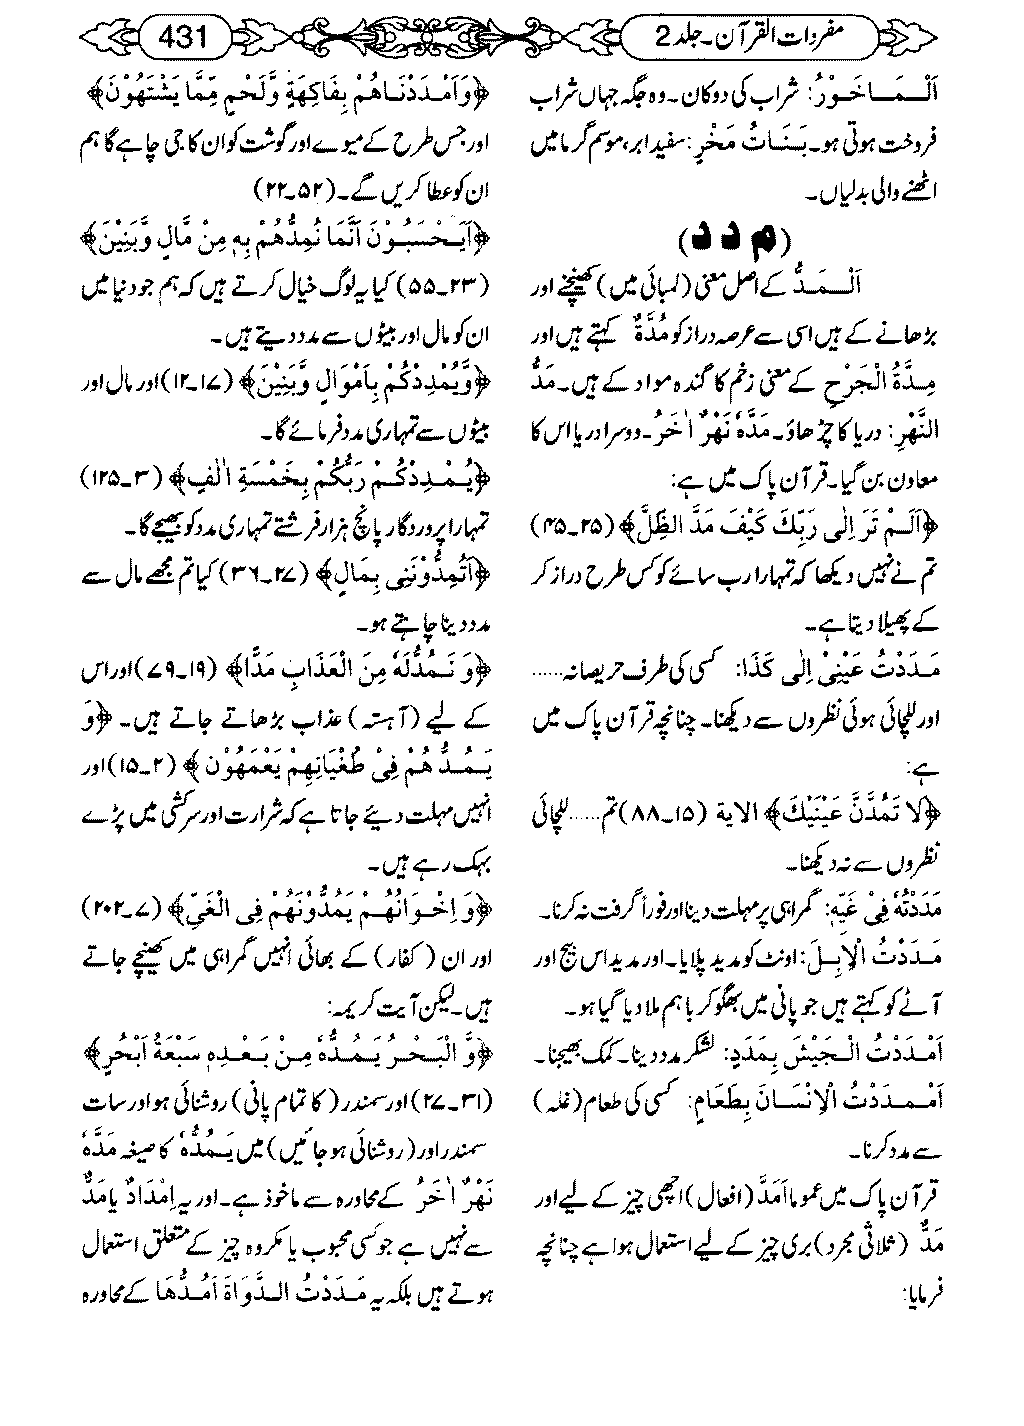 مفردات القرآن۔جلد 2
431
اَلْمَاخُوْرُ: شراب کی دوکان۔وہ جگہ جہاں شراب
فروخت ہوتی ہو۔بَنَاتُ مَخْرٍ:سفید ابر، موسم گرما میں
اٹھنے والی بدلیاں۔
(م د د)
اَلْمَدُّ کے اصل معنی (لمبائی میں) کھینچنے اور
بڑھانے کے ہیں اسی سے عرصہ دراز کو مُدَّۃٌ کہتے ہیں اور
مِدَّۃُ الْجَرْحِ کے معنی زخم کا گندہ مواد کے ہیں۔مَدُّ
النَّهْرِ: دریا کا چڑھاؤ۔مَدَّهٗ نَهْرٌ اٰخَرُ۔دوسرا دریا اس کا
معاون بن گیا۔قرآن پاک میں ہے:
﴿اَلَمْ تَرَ اِلٰی رَبِّكَ كَیْفَ مَدَّ الظِّلَّ﴾ (۲۵۔۴۵)
تم نے نہیں دیکھا کہ تمہارا رب سائے کو کس طرح دراز کر
کے پھیلا دیتا ہے۔
مَدَدْتُ عَیْنِیْ اِلٰی كَذَا: کسی کی طرف حریصانہ......
اور للچائی ہوئی نظروں سے دیکھنا۔چنانچہ قرآن پاک میں
ہے:
﴿لَا تَمُدَّنَّ عَیْنَیْكَ﴾ الایة (۱۵۔۸۸)تم......للچائی
نظروں سے نہ دیکھنا۔
مَدَدْتُهٗ فِیْ غَیِّهٖ: گمراہی پر مہلت دینا اور فوراً گرفت نہ کرنا۔
مَدَدْتُ الْاِبِلَ: اونٹ کو مدید پلایا۔اور مدید اس بیج اور
آٹے کو کہتے ہیں جو پانی میں بھگو کر باہم ملا دیا گیا ہو۔
اَمْدَدْتُ الْجَیْشَ بِمَدَدٍ: لشکر مدد دینا۔کمک بھیجنا۔
اَمْدَدْتُ الْاِنْسَانَ بِطَعَامٍ: کسی کی طعام (غلہ)
سے مدد کرنا۔
قرآن پاک میں عموماً اَمَدَّ (افعال) اچھی چیز کے لیے اور
مَدَّ (ثلاثی مجرد) بری چیز کے لیے استعمال ہوا ہے چنانچہ
فرمایا:
﴿وَاَمْدَدْنَاهُمْ بِفَاكِهَةٍ وَّلَحْمٍ مِّمَّا یَشْتَهُوْنَ﴾
اور جس طرح کے میوے اور گوشت کو ان کا جی چاہے گا ہم
ان کو عطا کریں گے۔(۵۲۔۲۲)
﴿اَیَحْسَبُوْنَ اَنَّمَا نُمِدُّهُمْ بِهٖ مِنْ مَّالٍ وَّبَنِیْنَ﴾
(۲۳۔۵۵) کیا یہ لوگ خیال کرتے ہیں کہ ہم جو دنیا میں
ان کو مال اور بیٹوں سے مدد دیتے ہیں۔
﴿وَّیُمْدِدْكُمْ بِاَمْوَالٍ وَّبَنِیْنَ﴾ (۱۷۔۱۲)اور مال اور
بیٹوں سے تمہاری مدد فرمائے گا۔
﴿یُمْدِدْكُمْ رَبُّكُمْ بِخَمْسَةِ اٰلٰفٍ﴾ (۳۔۱۲۵)
تمہارا پروردگار پانچ ہزار فرشتے تمہاری مدد کو بھیجے گا۔
﴿اَتُمِدُّوْنَنِی بِمَالٍ﴾ (۲۷۔۳۶) کیا تم مجھے مال سے
مدد دینا چاہتے ہو۔
﴿وَ نَمُدُّ لَهٗ مِنَ الْعَذَابِ مَدًّا﴾ (۱۹۔۷۹)اور اس
کے لیے (آہستہ) عذاب بڑھاتے جاتے ہیں۔ ﴿وَ
یَمُدُّ هُمْ فِیْ طُغْیَانِهِمْ یَعْمَهُوْنَ﴾ (۲۔۱۵)اور
انہیں مہلت دیئے جاتا ہے کہ شرارت اور سرکشی میں پڑے
بہک رہے ہیں۔
﴿وَاِخْوَانُهُمْ یَمُدُّوْنَهُمْ فِی الْغَیِّ﴾ (۷۔۲۰۲)
اور ان (کفار) کے بھائی انہیں گمراہی میں کھینچے جاتے
ہیں۔لیکن آیت کریمہ:
﴿وَّ الْبَحْرُ یَمُدُّهٗ مِنْ بَعْدِهٖ سَبْعَةُ اَبْحُرٍ﴾
(۳۱۔۲۷) اور سمندر (کا تمام پانی) روشنائی ہو اور سات
سمندر اور (روشنائی ہو جائیں) میں یَمُدُّهٗ کا صیغہ مَدَّهٗ
نَهْرٌ اٰخَرُ کے محاورہ سے ماخوذ ہے۔اور یہ اِمْدَادٌ یا مَدٌّ
سے نہیں ہے جو کسی محبوب یا مکروہ چیز کے متعلق استعمال
ہوتے ہیں بلکہ یہ مَدَدْتُ الدَّوَاةَ اَمُدُّهَا کے محاورہ